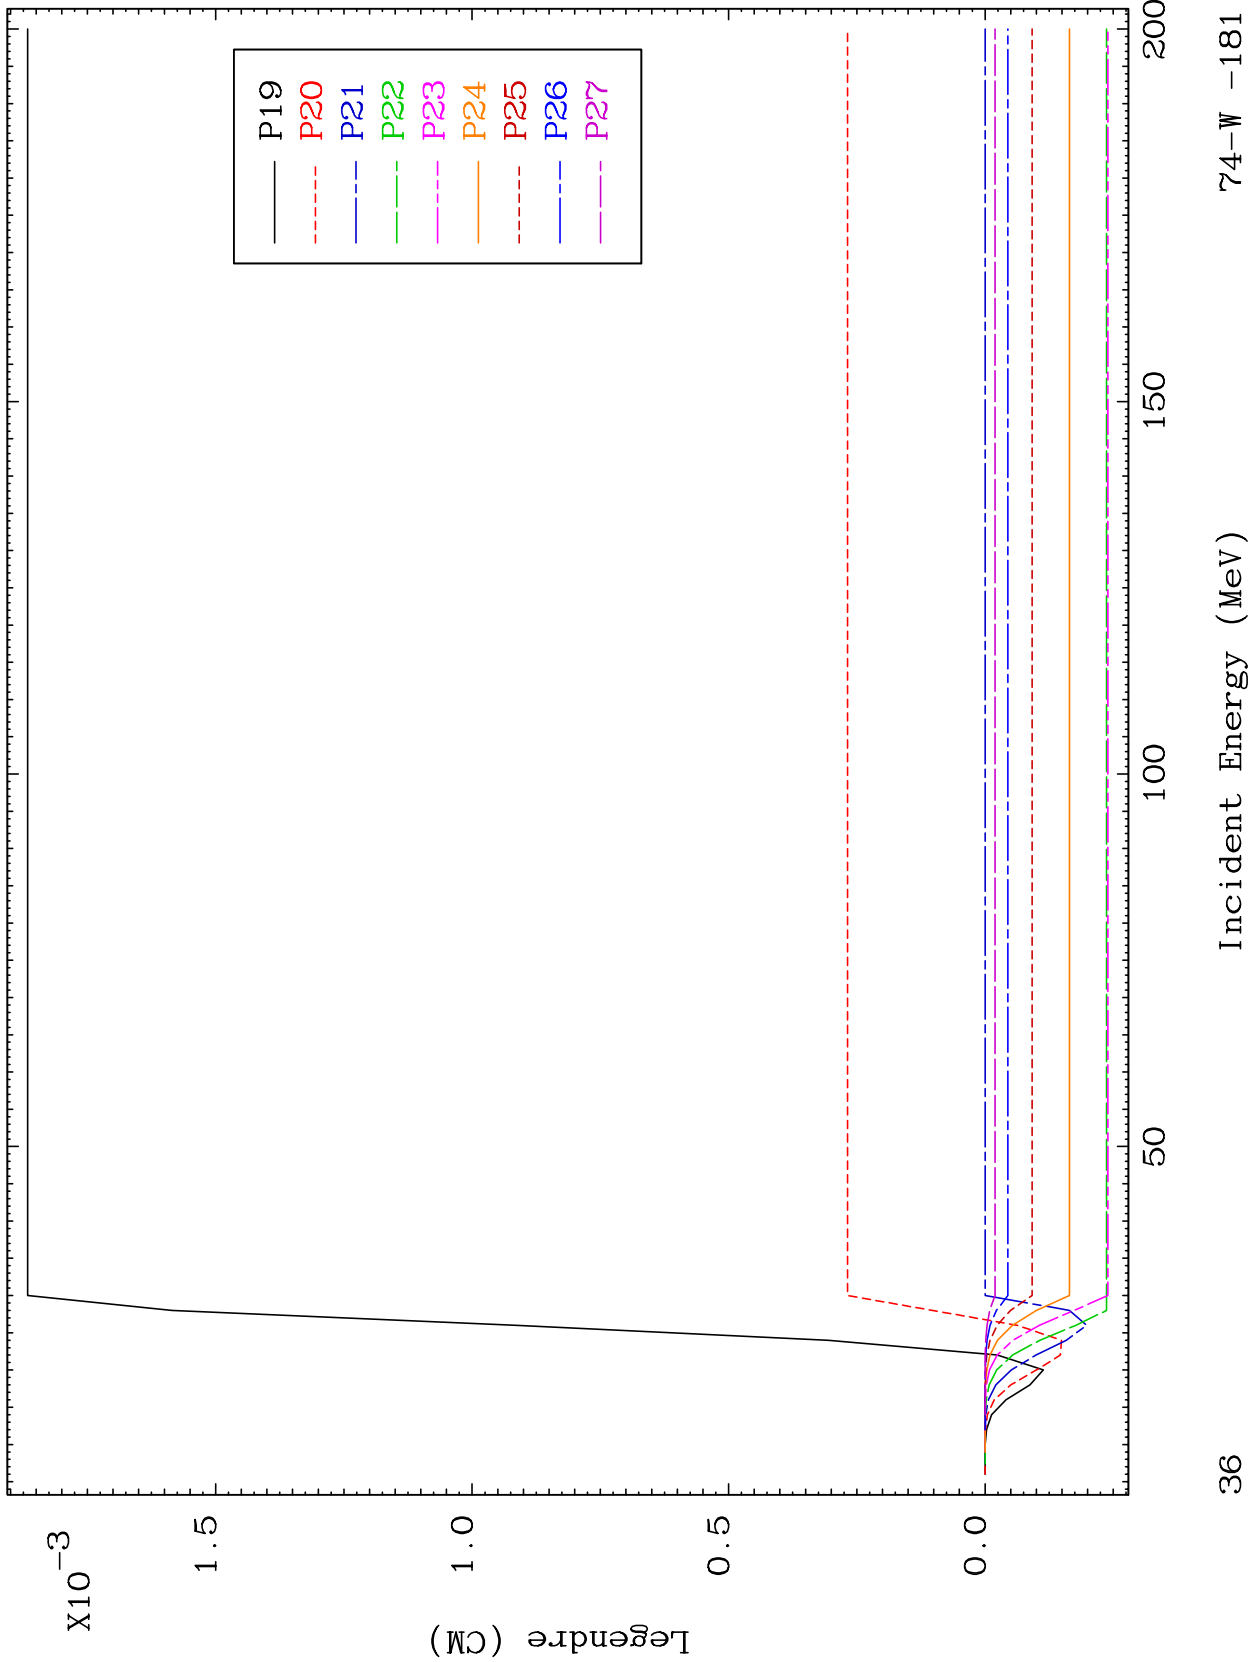 X10-3
1.5
1.0
0.5
0.0
Legendre (CM)
P19
P20
P21
P22
P23
P24
P25
P26
P27
50
100
150
200
Incident Energy (MeV)
36
74-W -181